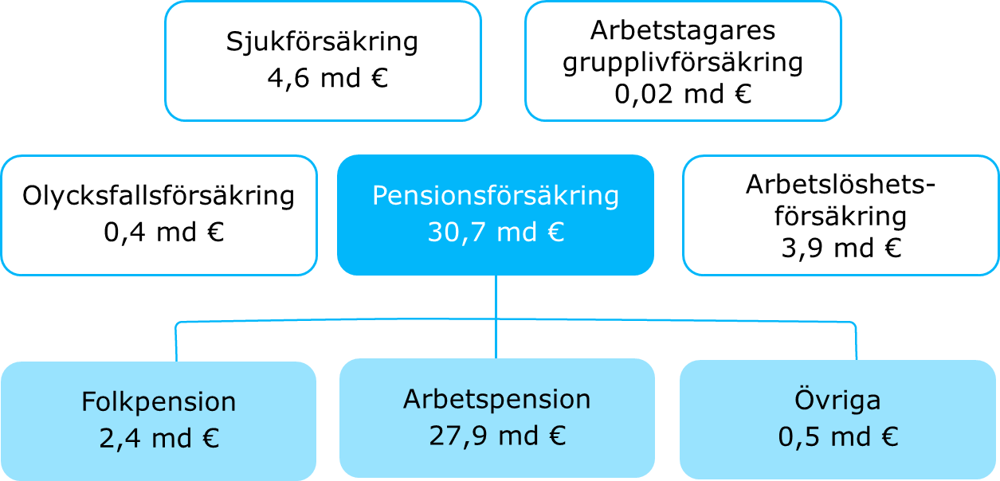 Sjukförsäkring
4,6 md €
Arbetstagares
grupplivförsäkring
0,02 md €
Olycksfallsförsäkring
0,4 md €
Pensionsförsäkring
30,7 md €
Arbetslöshets-
försäkring
3,9 md €
Folkpension
2,4 md €
Arbetspension
27,9 md €
Övriga
0,5 md €